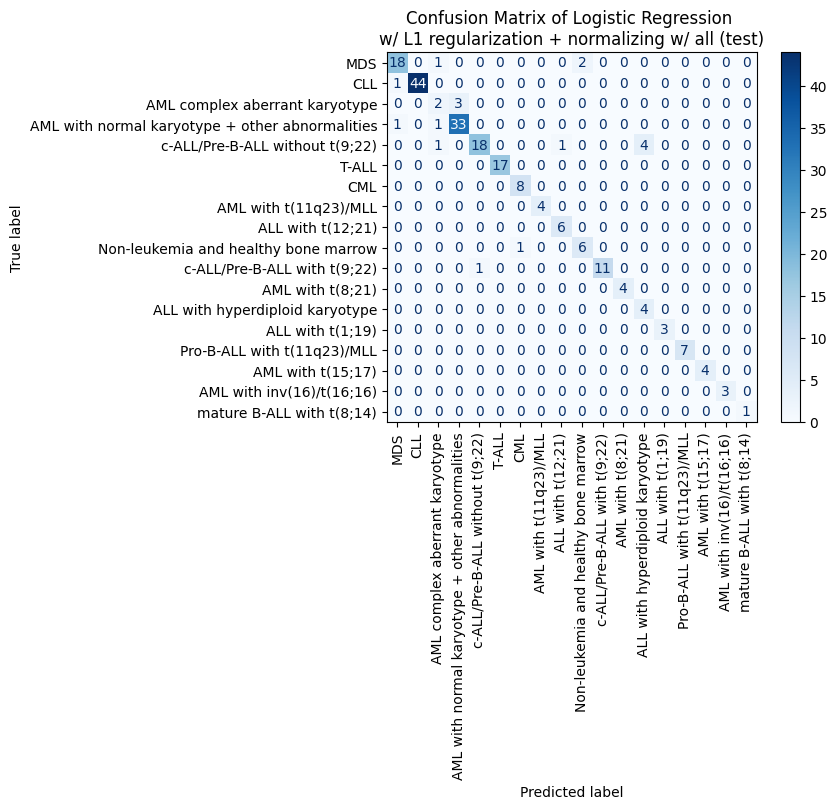 Confusion Matrix of Logistic Regression
w/ L1 regularization + normalizing w/ all (test)
True label
MDS 18 0 1 0 0 0 0 0 0 2 0 0 0 0 0 0 0 0
CLL 1 44 0 0 0 0 0 0 0 0 0 0 0 0 0 0 0 0
AML complex aberrant karyotype 0 0 2 3 0 0 0 0 0 0 0 0 0 0 0 0 0 0
AML with normal karyotype + other abnormalities 1 0 1 33 0 0 0 0 0 0 0 0 0 0 0 0 0 0
c-ALL/Pre-B-ALL without t(9;22) 0 0 1 0 18 0 0 0 1 0 0 0 4 0 0 0 0 0
T-ALL 0 0 0 0 0 17 0 0 0 0 0 0 0 0 0 0 0 0
CML 0 0 0 0 0 0 8 0 0 0 0 0 0 0 0 0 0 0
AML with t(11q23)/MLL 0 0 0 0 0 0 0 4 0 0 0 0 0 0 0 0 0 0
ALL with t(12;21) 0 0 0 0 0 0 0 0 6 0 0 0 0 0 0 0 0 0
Non-leukemia and healthy bone marrow 0 0 0 0 0 0 1 0 0 6 0 0 0 0 0 0 0 0
c-ALL/Pre-B-ALL with t(9;22) 0 0 0 0 1 0 0 0 0 0 11 0 0 0 0 0 0 0
AML with t(8;21) 0 0 0 0 0 0 0 0 0 0 0 4 0 0 0 0 0 0
ALL with hyperdiploid karyotype 0 0 0 0 0 0 0 0 0 0 0 0 4 0 0 0 0 0
ALL with t(1;19) 0 0 0 0 0 0 0 0 0 0 0 0 0 3 0 0 0 0
Pro-B-ALL with t(11q23)/MLL 0 0 0 0 0 0 0 0 0 0 0 0 0 0 7 0 0 0
AML with t(15;17) 0 0 0 0 0 0 0 0 0 0 0 0 0 0 0 4 0 0
AML with inv(16)/t(16;16) 0 0 0 0 0 0 0 0 0 0 0 0 0 0 0 0 3 0
mature B-ALL with t(8;14) 0 0 0 0 0 0 0 0 0 0 0 0 0 0 0 0 0 1
MDS
CLL
AML complex aberrant karyotype
AML with normal karyotype + other abnormalities
c-ALL/Pre-B-ALL without t(9;22)
T-ALL
CML
AML with t(11q23)/MLL
ALL with t(12;21)
Non-leukemia and healthy bone marrow
c-ALL/Pre-B-ALL with t(9;22)
AML with t(8;21)
ALL with hyperdiploid karyotype
ALL with t(1;19)
Pro-B-ALL with t(11q23)/MLL
AML with t(15;17)
AML with inv(16)/t(16;16)
mature B-ALL with t(8;14)
Predicted label
40
35
30
25
20
15
10
5
0